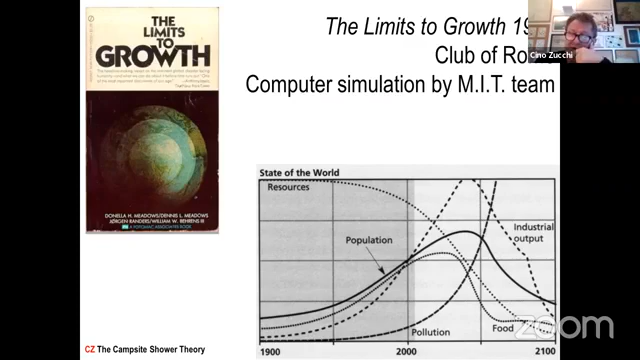 THE
LIMITS
TO
GROWTH
DONELLA H. MEADOWS/DENNIS L. MEADOWS
JØRGEN RANDERS/WILLIAM W. BEHRENS III
A POTOMAC ASSOCIATES BOOK
The Limits to Growth 19
Club of Ro
Computer simulation by M.I.T. team
Cino Zucchi
State of the World
Resources
Population
Industrial
output
Pollution
Food
1900
2000
2100
CZ The Campsite Shower Theory
zoom